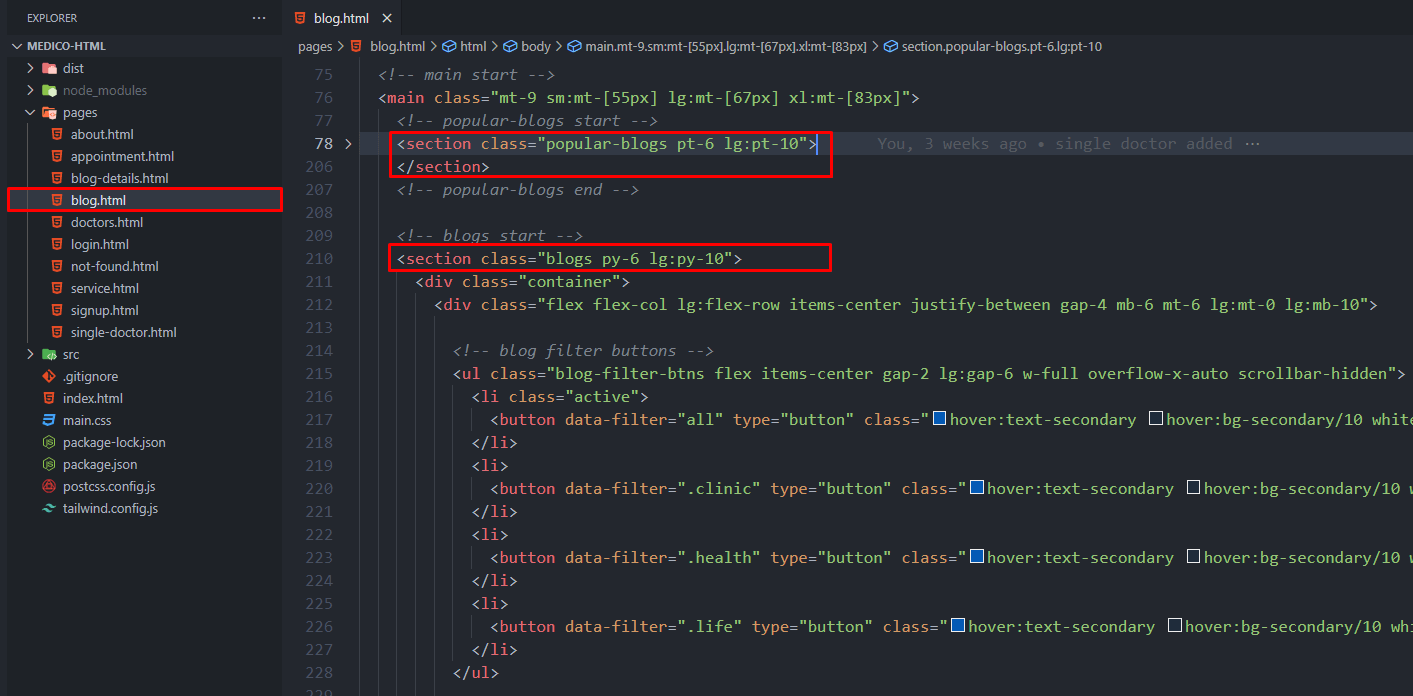 EXPLORER ...
MEDICO-HTML
dist
node_modules
pages
about.html
appointment.html
blog-details.html
blog.html
doctors.html
login.html
not-found.html
service.html
signup.html
single-doctor.html
src
.gitignore
index.html
main.css
package-lock.json
package.json
postcss.config.js
tailwind.config.js
blog.html
pages > blog.html > html > body > main.mt-9.sm:mt-[55px].lg:mt-[67px].xl:mt-[83px] > section.popular-blogs.pt-6.lg:pt-10
75 <!-- main start -->
76 <main class="mt-9 sm:mt-[55px] lg:mt-[67px] xl:mt-[83px]">
77 <!-- popular-blogs start -->
78 <section class="popular-blogs pt-6 lg:pt-10"> You, 3 weeks ago • single doctor added ...
206 </section>
207 <!-- popular-blogs end -->
208
209 <!-- blogs start -->
210 <section class="blogs py-6 lg:py-10">
211 <div class="container">
212 <div class="flex flex-col lg:flex-row items-center justify-between gap-4 mb-6 mt-6 lg:mt-0 lg:mb-10">
213
214 <!-- blog filter buttons -->
215 <ul class="blog-filter-btns flex items-center gap-2 lg:gap-6 w-full overflow-x-auto scrollbar-hidden">
216 <li class="active">
217 <button data-filter="all" type="button" class="hover:text-secondary hover:bg-secondary/10 white
218 </li>
219 <li>
220 <button data-filter=".clinic" type="button" class="hover:text-secondary hover:bg-secondary/10 w
221 </li>
222 <li>
223 <button data-filter=".health" type="button" class="hover:text-secondary hover:bg-secondary/10 w
224 </li>
225 <li>
226 <button data-filter=".life" type="button" class="hover:text-secondary hover:bg-secondary/10 whi
227 </li>
228 </ul>
229